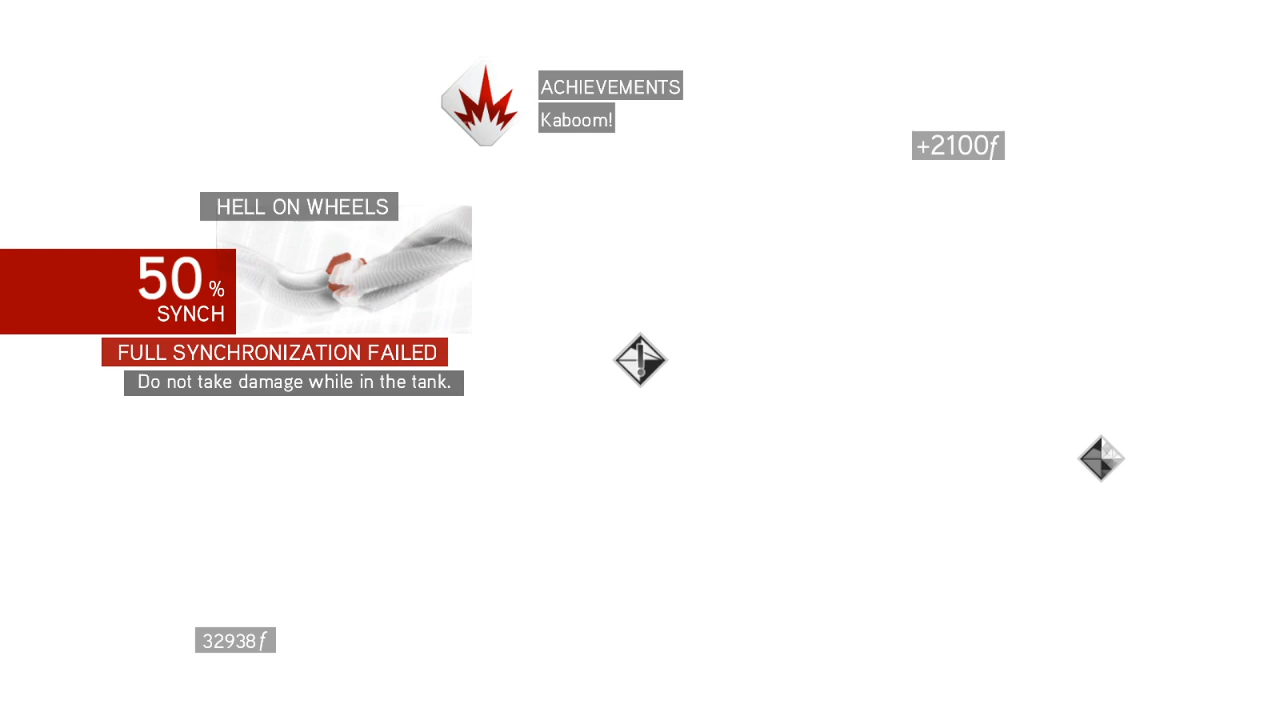 ACHIEVEMENTS
Kaboom!
+2100ƒ
HELL ON WHEELS
50 %
SYNCH
FULL SYNCHRONIZATION FAILED
Do not take damage while in the tank.
32938ƒ